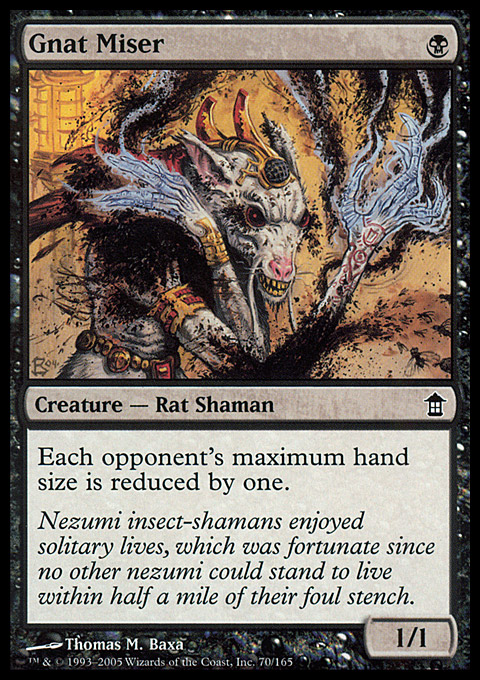 Gnat Miser
Creature — Rat Shaman
Each opponent's maximum hand
size is reduced by one.
Nezumi insect-shamans enjoyed
solitary lives, which was fortunate since
no other nezumi could stand to live
within half a mile of their foul stench.
1/1
Thomas M. Baxa
™ & © 1993–2005 Wizards of the Coast, Inc. 70/165